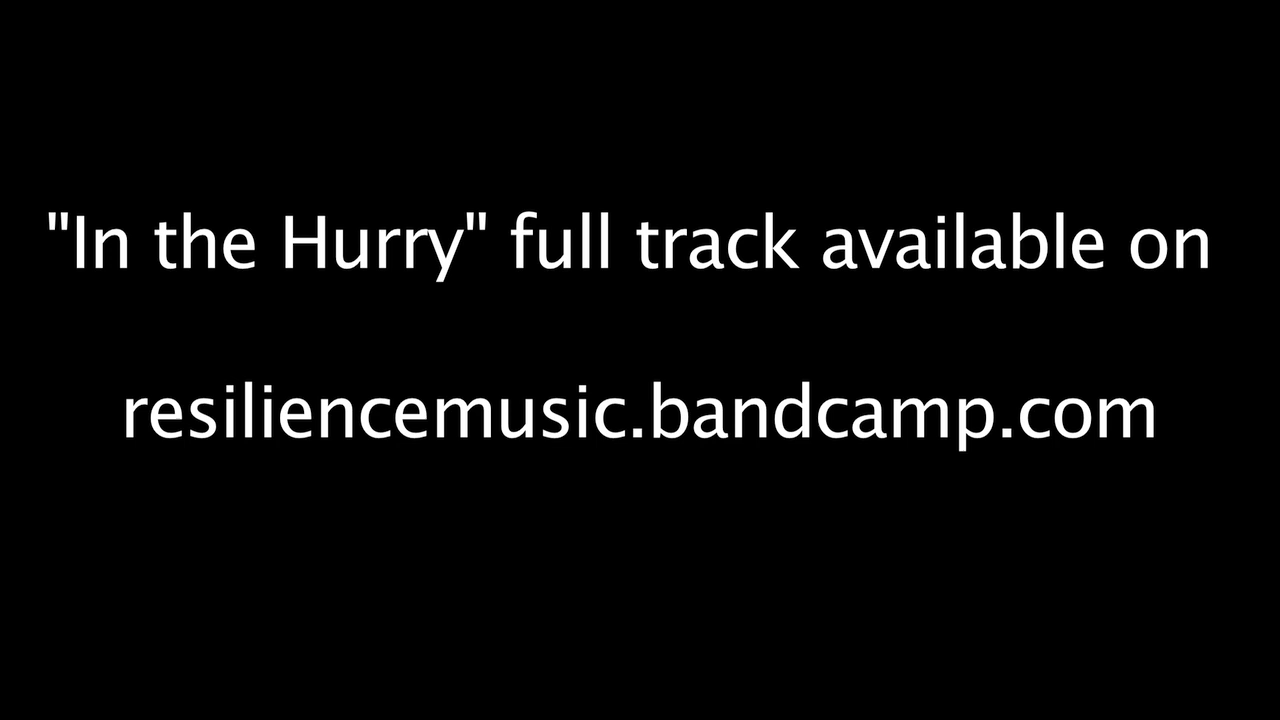 "In the Hurry" full track available on
resiliencemusic.bandcamp.com